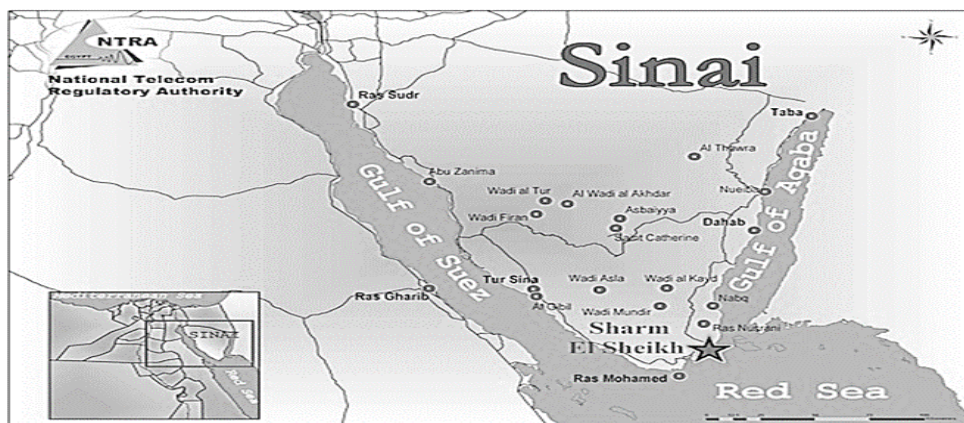 NTRA
EGYPT
National Telecom
Regulatory Authority
Sinai
Ras Sudr
Taba
Al Thawra
Abu Zanima
Gulf of Suez
Gulf of Aqaba
Nueiba
Wadi al Tur
Al Wadi al Akhdar
Wadi Firan
Asbaiyya
Saint Catherine
Dahab
Tur Sina
Wadi Asla
Wadi al Kayd
Ras Gharib
Al Gibil
Wadi Mundir
Nabq
Sharm
El Sheikh
Ras Nusrani
Ras Mohamed
Red Sea
Mediterranean Sea
SINAI
Red Sea